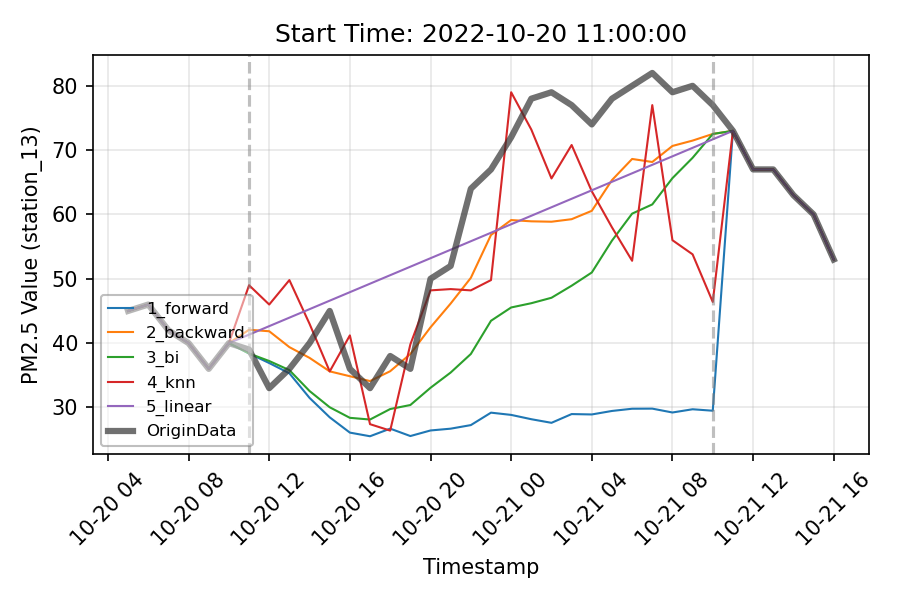 Start Time: 2022-10-20 11:00:00
PM2.5 Value (station_13)
80
70
60
50
40
30
1_forward
2_backward
3_bi
4_knn
5_linear
OriginData
10-20 04
10-20 08
10-20 12
10-20 16
10-20 20
10-21 00
10-21 04
10-21 08
10-21 12
10-21 16
Timestamp